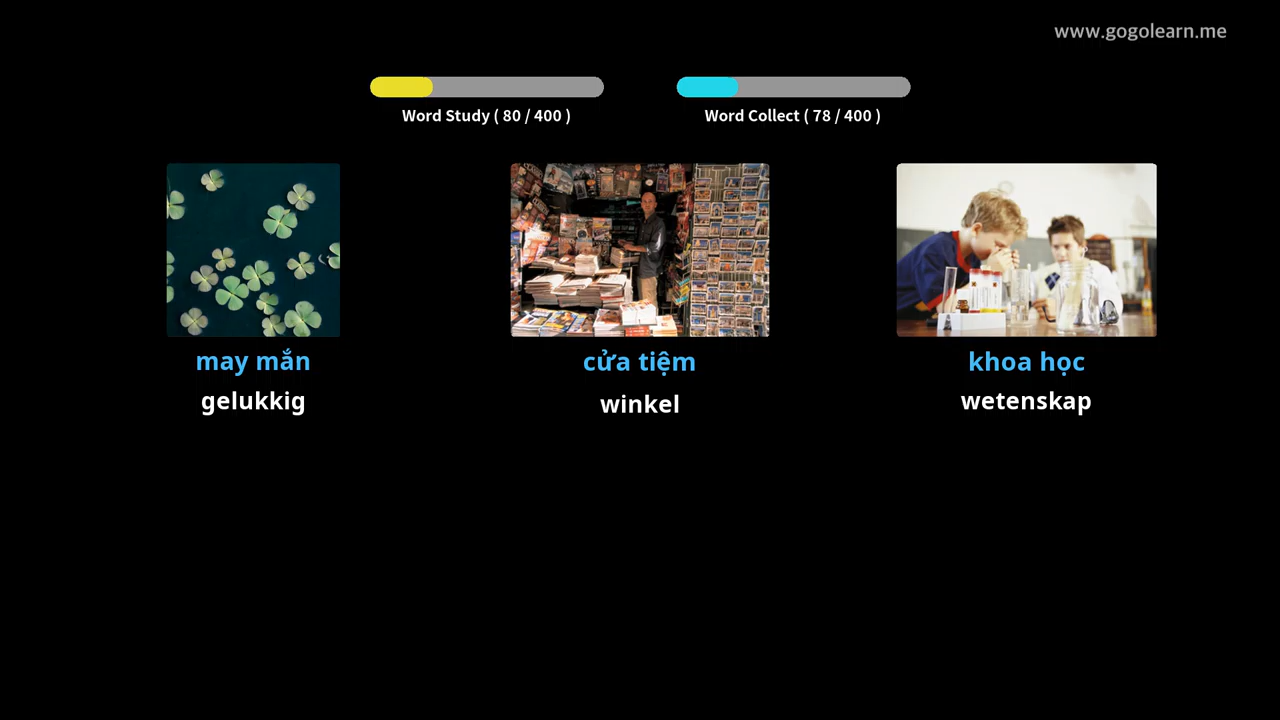 www.gogolearn.me
Word Study ( 80 / 400 )
Word Collect ( 78 / 400 )
may mắn
cửa tiệm
khoa học
gelukkig
winkel
wetenskap